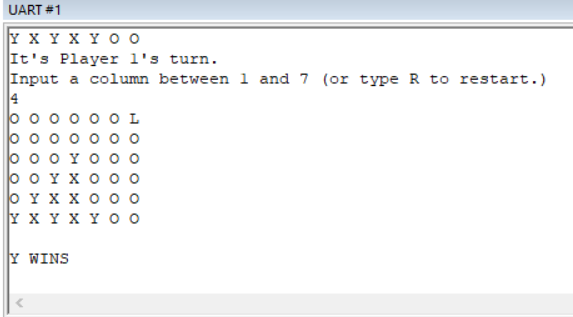 UART #1
Y X Y X Y O O
It's Player 1's turn.
Input a column between 1 and 7 (or type R to restart.)
4
O O O O O O L
O O O O O O O
O O O Y O O O
O O Y X O O O
O Y X X O O O
Y X Y X Y O O
Y WINS